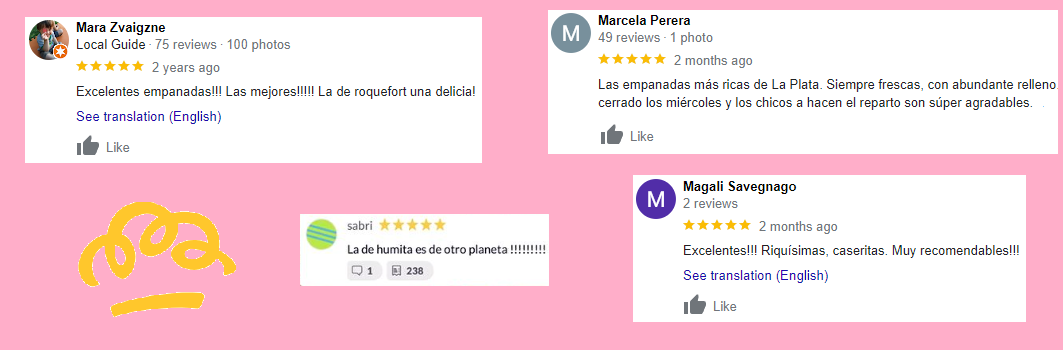 Mara Zvaigzne
Local Guide · 75 reviews · 100 photos
2 years ago
Excelentes empanadas!!! Las mejores!!!!! La de roquefort una delicia!
See translation (English)
Like
M
Marcela Perera
49 reviews · 1 photo
2 months ago
Las empanadas más ricas de La Plata. Siempre frescas, con abundante relleno.
cerrado los miércoles y los chicos a hacen el reparto son súper agradables.
Like
sabri
La de humita es de otro planeta !!!!!!!!!
1 238
M
Magali Savegnago
2 reviews
2 months ago
Excelentes!!! Riquísimas, caseritas. Muy recomendables!!!
See translation (English)
Like